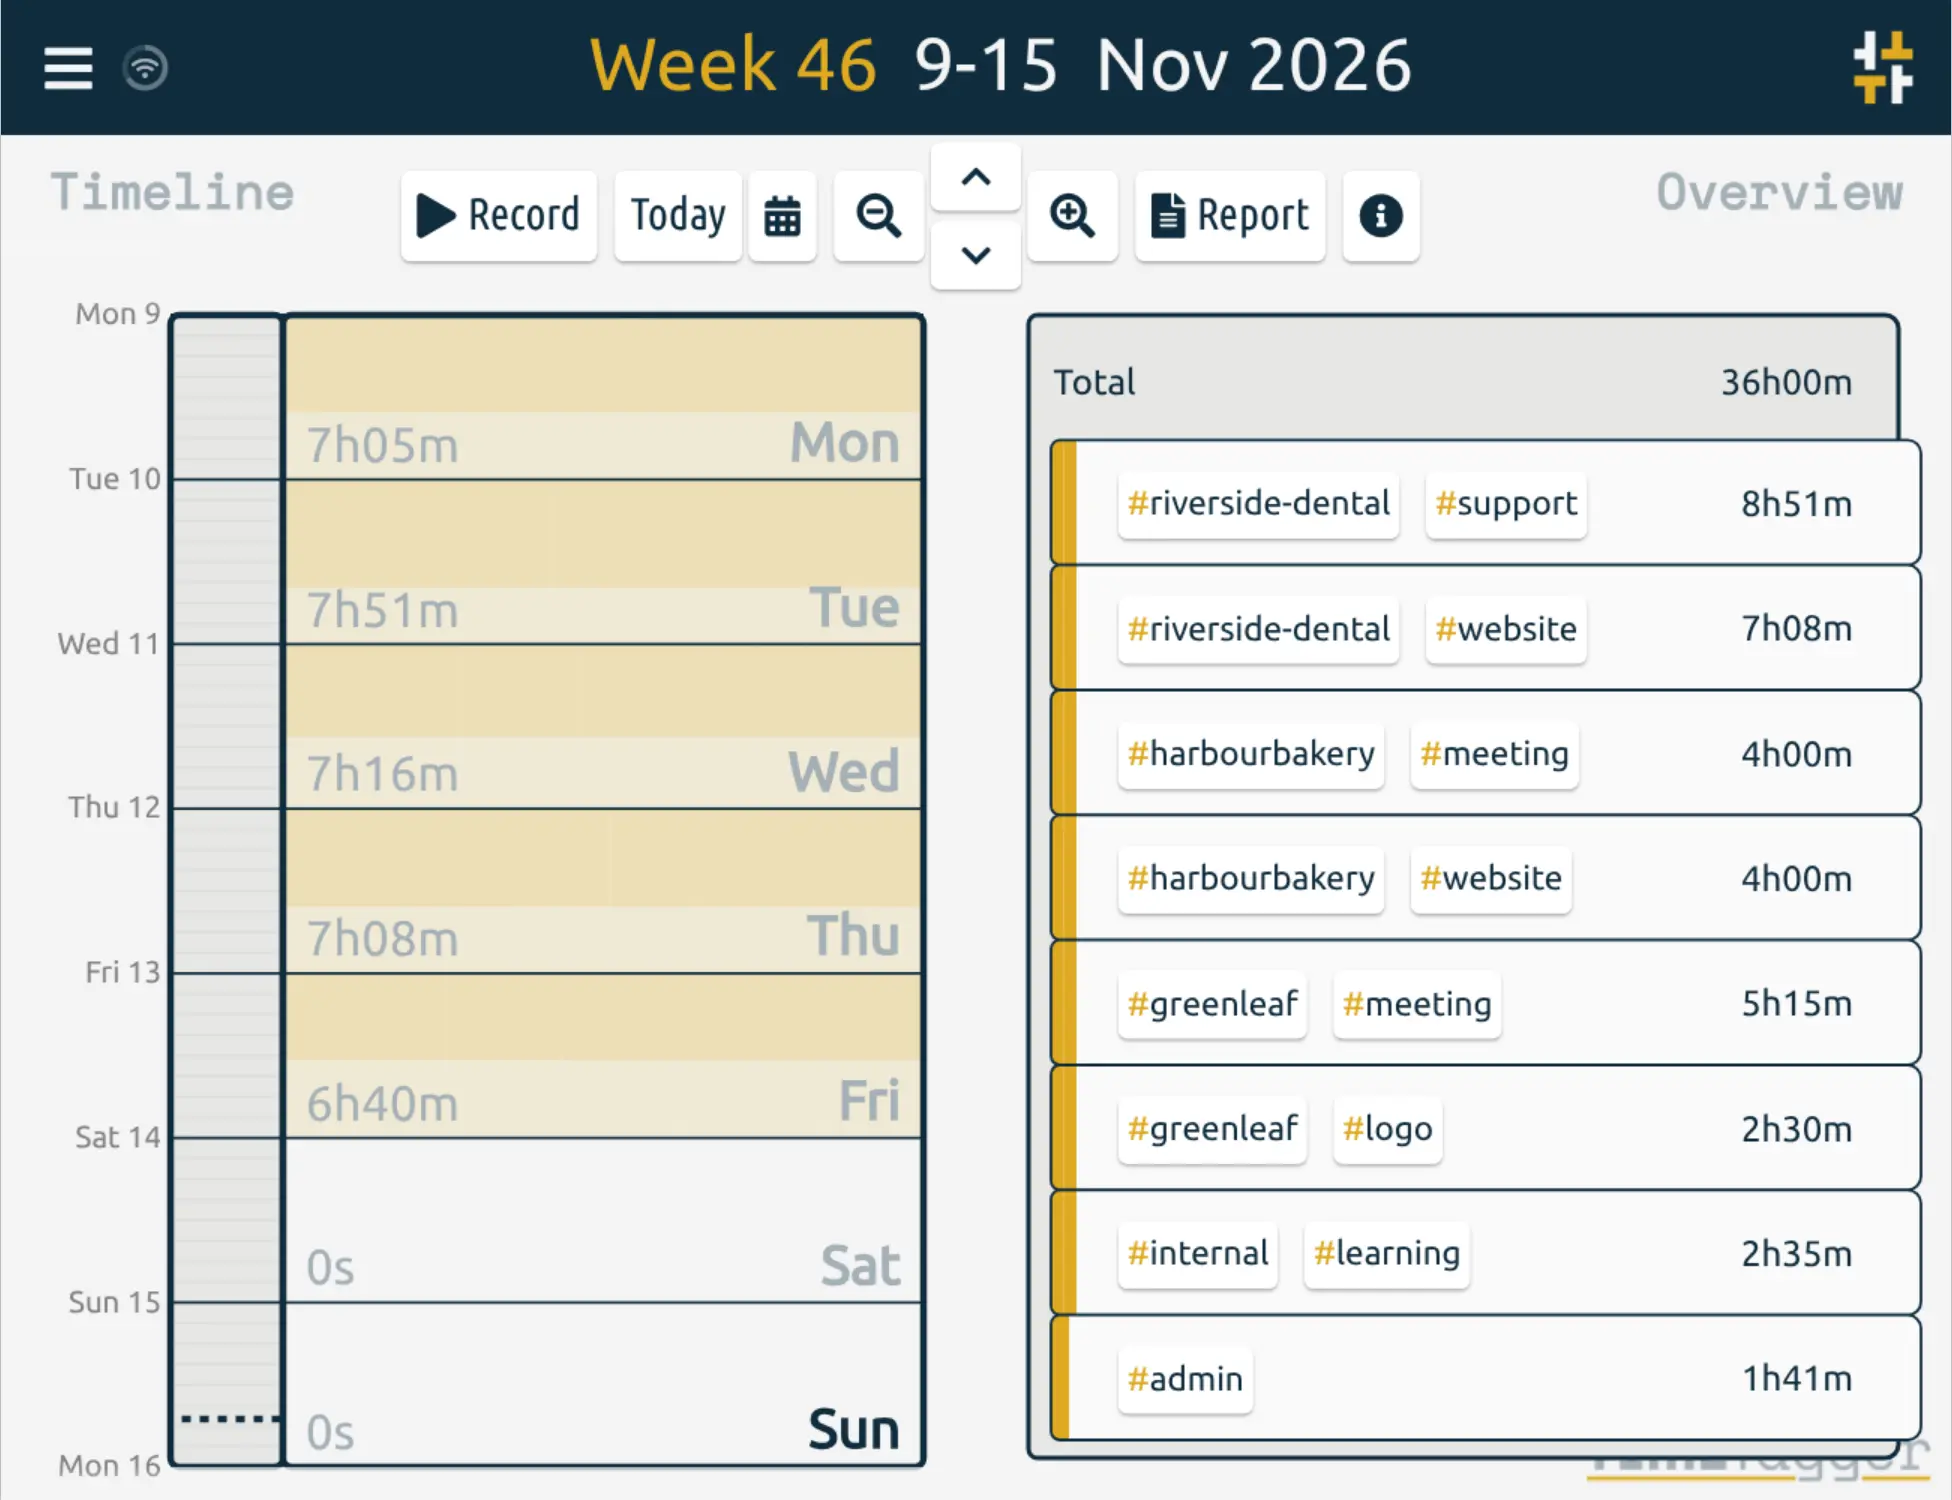 Week 46 9-15 Nov 2026
Timeline
Record
Today
Report
Overview
Mon 9
7h05m Mon
Tue 10
7h51m Tue
Wed 11
7h16m Wed
Thu 12
7h08m Thu
Fri 13
6h40m Fri
Sat 14
0s Sat
Sun 15
0s Sun
Mon 16
Total 36h00m
#riverside-dental #support 8h51m
#riverside-dental #website 7h08m
#harbourbakery #meeting 4h00m
#harbourbakery #website 4h00m
#greenleaf #meeting 5h15m
#greenleaf #logo 2h30m
#internal #learning 2h35m
#admin 1h41m